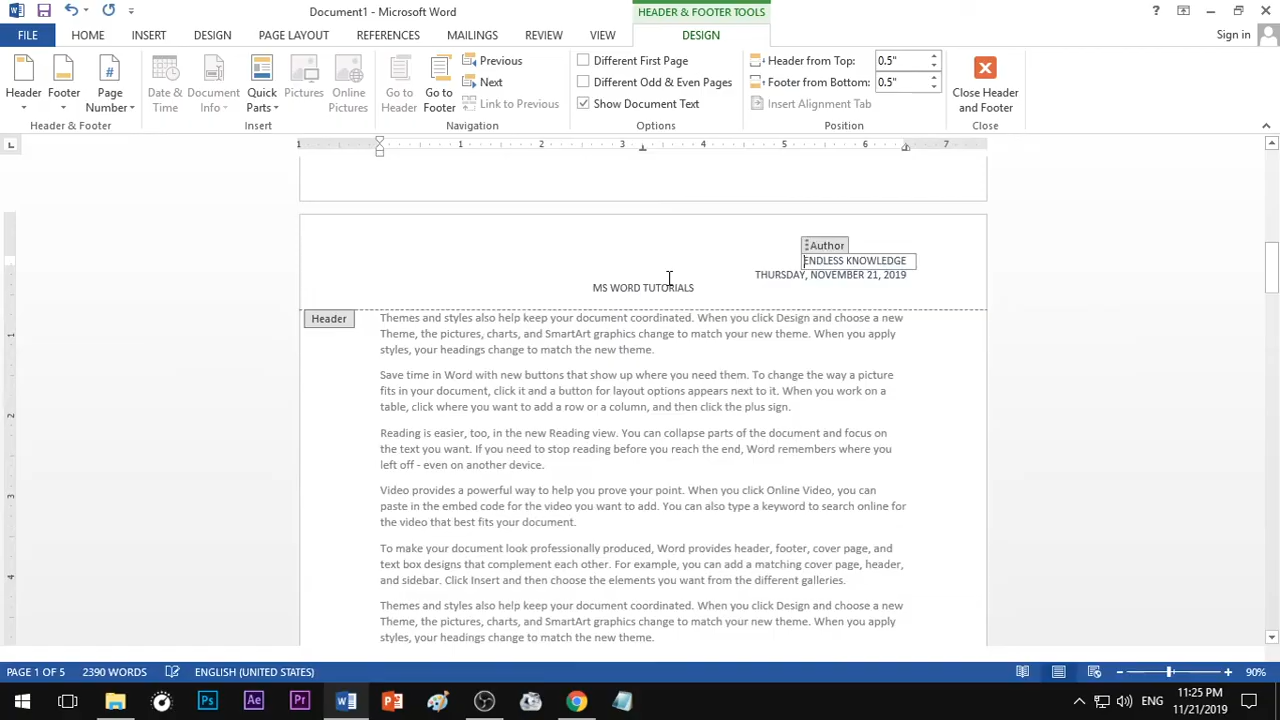 Document1 - Microsoft Word
HEADER & FOOTER TOOLS
?
FILE
HOME
INSERT
DESIGN
PAGE LAYOUT
REFERENCES
MAILINGS
REVIEW
VIEW
DESIGN
Sign in
Header
Footer
Page Number
Header & Footer
Date & Time
Document Info
Quick Parts
Pictures
Online Pictures
Insert
Go to Header
Go to Footer
Previous
Next
Link to Previous
Navigation
Different First Page
Different Odd & Even Pages
Show Document Text
Options
Header from Top: 0.5"
Footer from Bottom: 0.5"
Insert Alignment Tab
Position
Close Header and Footer
Close
1 1 2 3 4 5 6 7
Author
ENDLESS KNOWLEDGE
THURSDAY, NOVEMBER 21, 2019
MS WORD TUTORIALS
Header
Themes and styles also help keep your document coordinated. When you click Design and choose a new
Theme, the pictures, charts, and SmartArt graphics change to match your new theme. When you apply
styles, your headings change to match the new theme.
Save time in Word with new buttons that show up where you need them. To change the way a picture
fits in your document, click it and a button for layout options appears next to it. When you work on a
table, click where you want to add a row or a column, and then click the plus sign.
Reading is easier, too, in the new Reading view. You can collapse parts of the document and focus on
the text you want. If you need to stop reading before you reach the end, Word remembers where you
left off - even on another device.
Video provides a powerful way to help you prove your point. When you click Online Video, you can
paste in the embed code for the video you want to add. You can also type a keyword to search online for
the video that best fits your document.
To make your document look professionally produced, Word provides header, footer, cover page, and
text box designs that complement each other. For example, you can add a matching cover page, header,
and sidebar. Click Insert and then choose the elements you want from the different galleries.
Themes and styles also help keep your document coordinated. When you click Design and choose a new
Theme, the pictures, charts, and SmartArt graphics change to match your new theme. When you apply
styles, your headings change to match the new theme.
1
2
3
4
PAGE 1 OF 5
2390 WORDS
ENGLISH (UNITED STATES)
90%
Ps
Ae
Pr
ENG
11:25 PM
11/21/2019